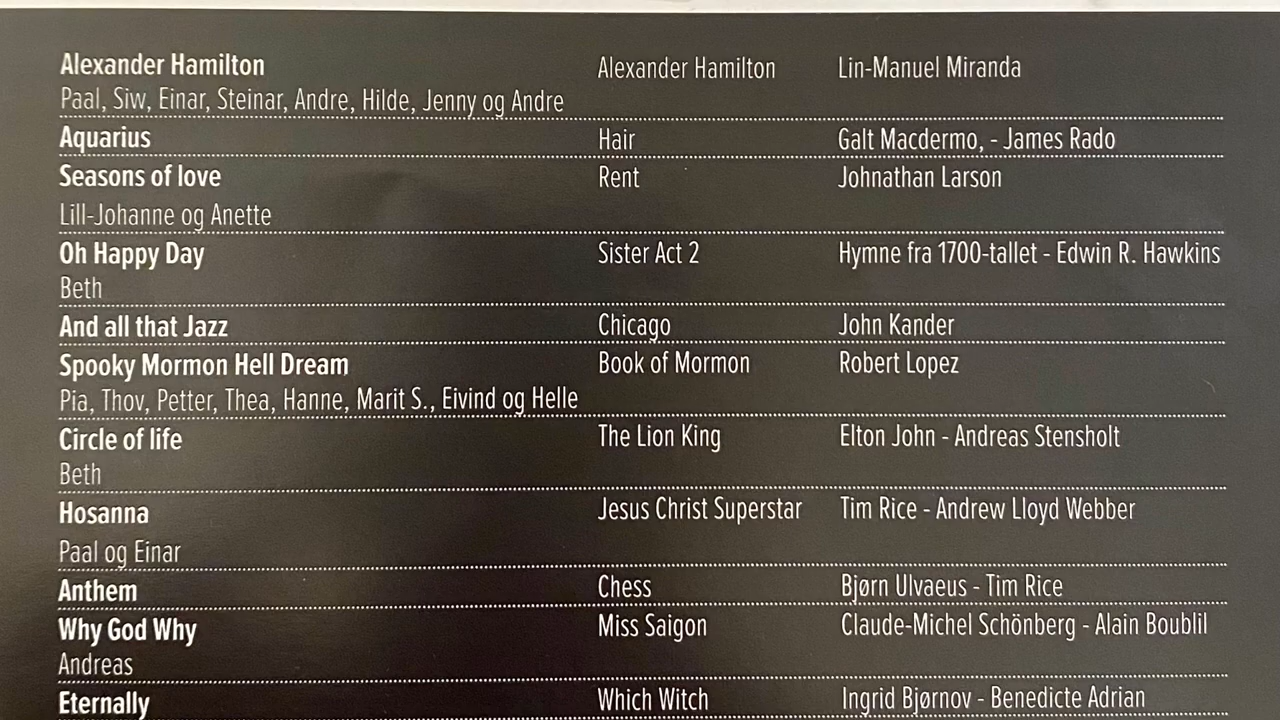 Alexander Hamilton Alexander Hamilton Lin-Manuel Miranda
Paal, Siw, Einar, Steinar, Andre, Hilde, Jenny og Andre
Aquarius Hair Galt Macdermo, - James Rado
Seasons of love Rent Johnathan Larson
Lill-Johanne og Anette
Oh Happy Day Sister Act 2 Hymne fra 1700-tallet - Edwin R. Hawkins
Beth
And all that Jazz Chicago John Kander
Spooky Mormon Hell Dream Book of Mormon Robert Lopez
Pia, Thov, Petter, Thea, Hanne, Marit S., Eivind og Helle
Circle of life The Lion King Elton John - Andreas Stensholt
Beth
Hosanna Jesus Christ Superstar Tim Rice - Andrew Lloyd Webber
Paal og Einar
Anthem Chess Bjørn Ulvaeus - Tim Rice
Why God Why Miss Saigon Claude-Michel Schönberg - Alain Boublil
Andreas
Eternally Which Witch Ingrid Bjørnov - Benedicte Adrian